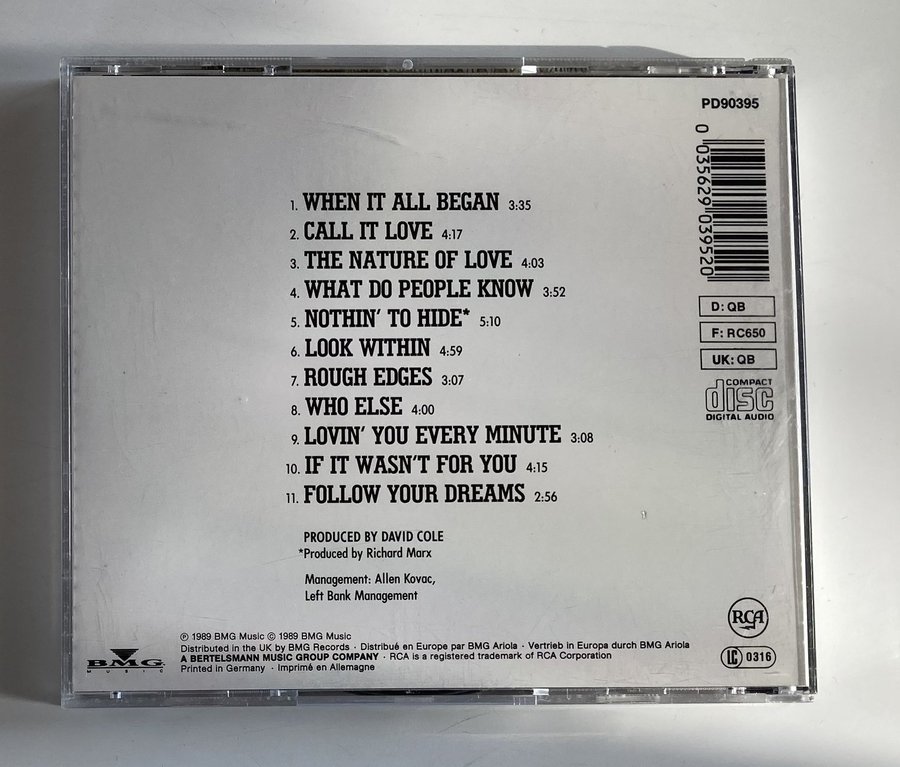 PD90395
0 035629 039520
1. WHEN IT ALL BEGAN 3:35
2. CALL IT LOVE 4:17
3. THE NATURE OF LOVE 4:03
4. WHAT DO PEOPLE KNOW 3:52
5. NOTHIN' TO HIDE* 5:10
6. LOOK WITHIN 4:59
7. ROUGH EDGES 3:07
8. WHO ELSE 4:00
9. LOVIN' YOU EVERY MINUTE 3:08
10. IF IT WASN'T FOR YOU 4:15
11. FOLLOW YOUR DREAMS 2:56
D: QB
F: RC650
UK: QB
COMPACT
disc
DIGITAL AUDIO
PRODUCED BY DAVID COLE
*Produced by Richard Marx
Management: Allen Kovac,
Left Bank Management
RCA
LC 0316
BMG
MUSIC
℗ 1989 BMG Music © 1989 BMG Music
Distributed in the UK by BMG Records · Distribué en Europe par BMG Ariola · Vertrieb in Europa durch BMG Ariola
A BERTELSMANN MUSIC GROUP COMPANY · RCA is a registered trademark of RCA Corporation
Printed in Germany · Imprimé en Allemagne